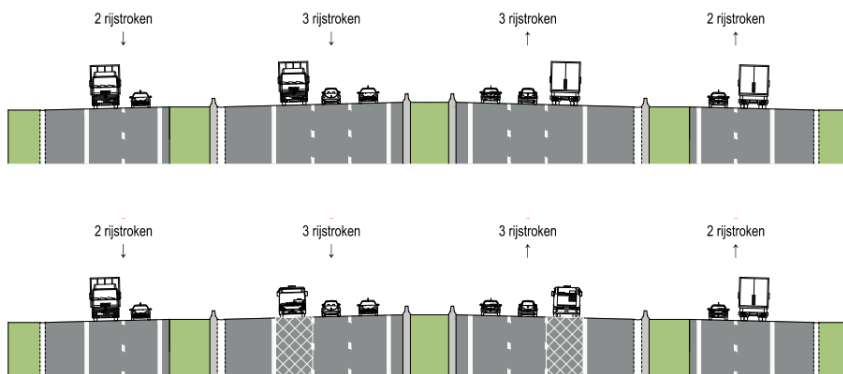 2 rijstroken
↓
3 rijstroken
↓
3 rijstroken
↑
2 rijstroken
↑
2 rijstroken
↓
3 rijstroken
↓
3 rijstroken
↑
2 rijstroken
↑